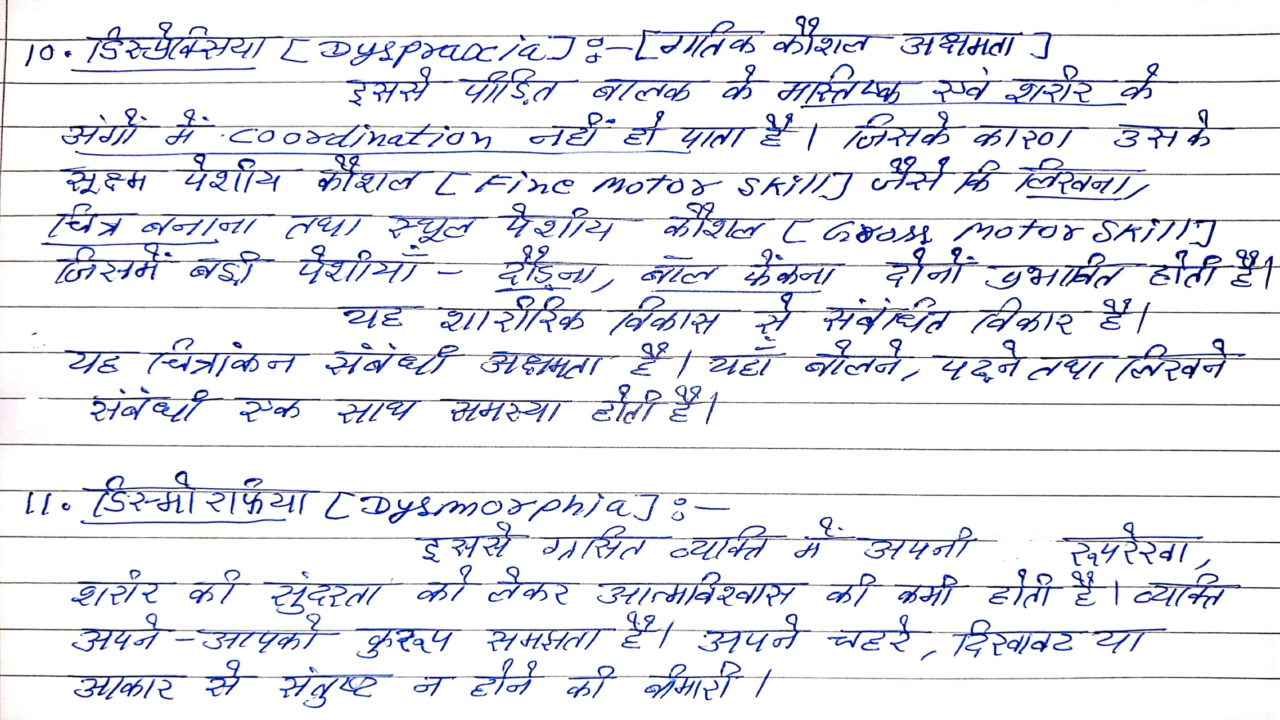 10. डिस्प्रेक्सिया [Dyspraxia]:- [गतिक कौशल अक्षमता]
इससे पीड़ित बालक के मस्तिष्क एवं शरीर के
अंगों में coordination नहीं हो पाता है। जिसके कारण उसके
सूक्ष्म पेशीय कौशल [Fine motor skill] जैसे कि लिखना,
चित्र बनाना तथा स्थूल पेशीय कौशल [Gross motor skill]
जिसमें बड़ी पेशीयाँ - दौड़ना, बॉल फेंकना दोनों प्रभावित होती है।
यह शारीरिक विकास से संबंधित विकार है।
यह चित्रांकन संबंधी अक्षमता है। यहाँ बोलने, पढ़ने तथा लिखने
संबंधी एक साथ समस्या होती है।
11. डिस्मोरफिया [Dysmorphia]:-
इससे ग्रसित व्यक्ति में अपनी रूपरेखा,
शरीर की सुंदरता को लेकर आत्मविश्वास की कमी होती है। व्यक्ति
अपने-आपको कुरूप समझता है। अपने चहरे, दिखावट या
आकार से संतुष्ट न होने की बीमारी।